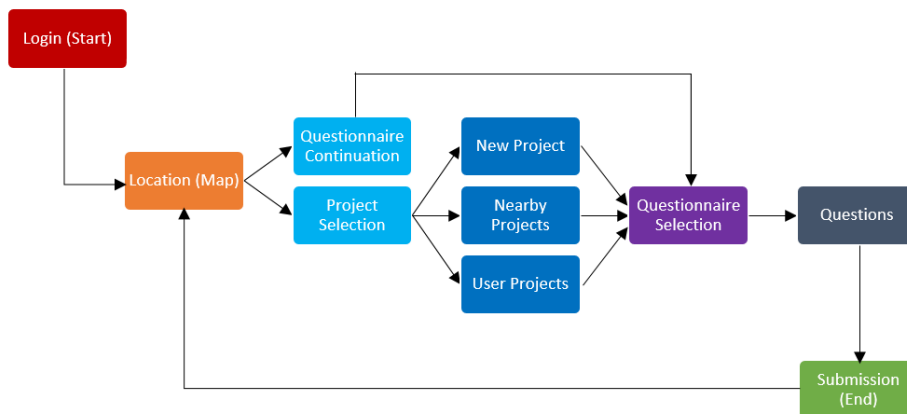 Login (Start)
Questionnaire
Continuation
New Project
Location (Map)
Project
Selection
Nearby
Projects
Questionnaire
Selection
Questions
User Projects
Submission
(End)